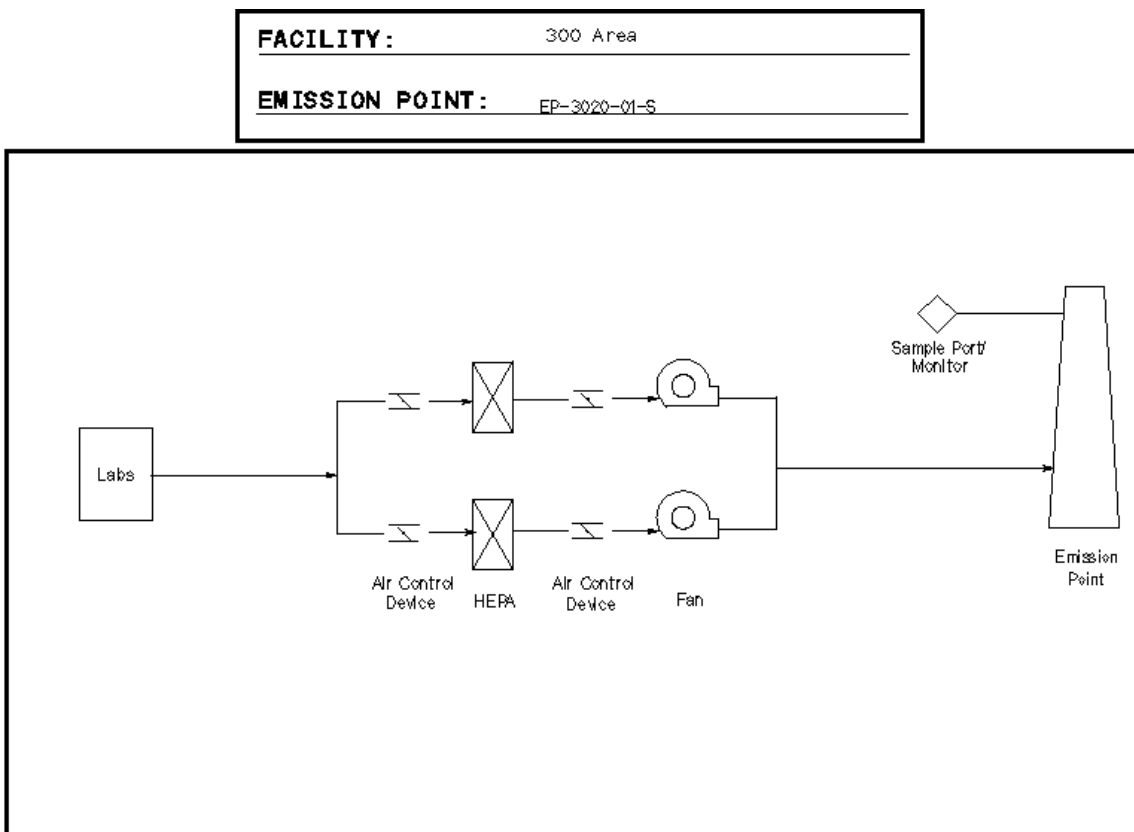 FACILITY: 300 Area
EMISSION POINT: EP-3020-01-S
Sample Port/
Monitor
Labs
Air Control
Device
HEPA
Air Control
Device
Fan
Emission
Point